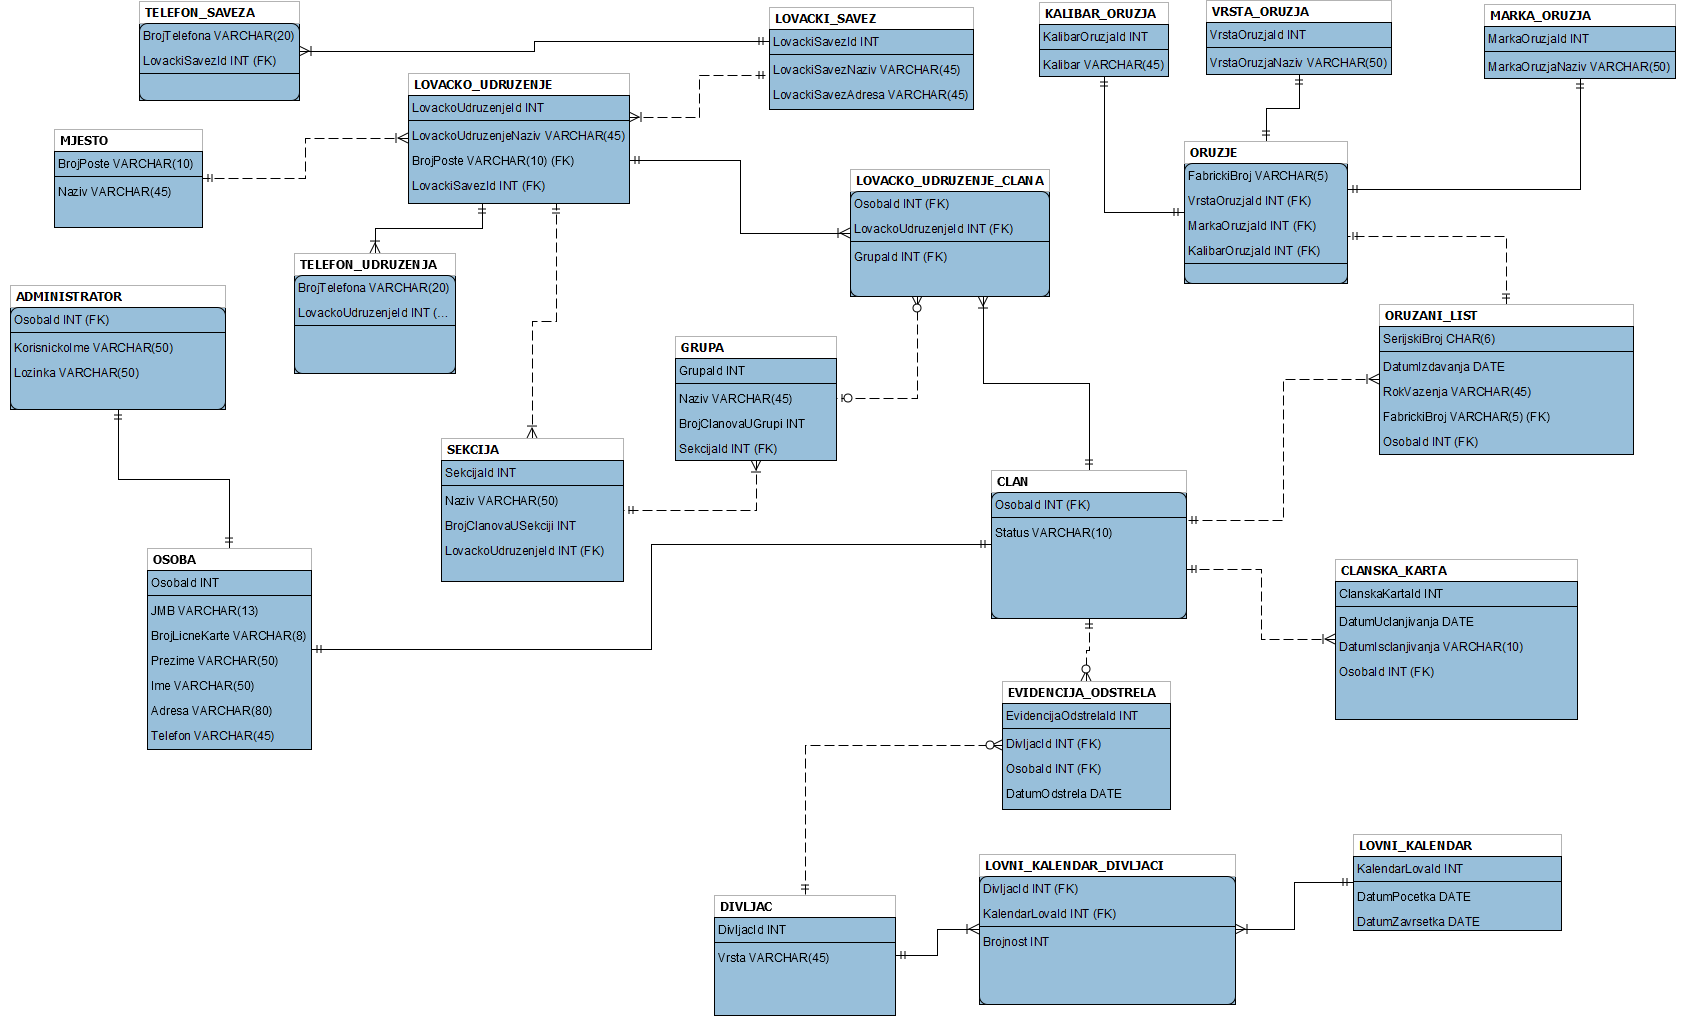 TELEFON_SAVEZA
BrojTelefona VARCHAR(20)
LovackiSavezId INT (FK)
LOVACKI_SAVEZ
LovackiSavezId INT
LovackiSavezNaziv VARCHAR(45)
LovackiSavezAdresa VARCHAR(45)
KALIBAR_ORUZJA
KalibarOruzjaId INT
Kalibar VARCHAR(45)
VRSTA_ORUZJA
VrstaOruzjaId INT
VrstaOruzjaNaziv VARCHAR(50)
MARKA_ORUZJA
MarkaOruzjaId INT
MarkaOruzjaNaziv VARCHAR(50)
LOVACKO_UDRUZENJE
LovackoUdruzenjeId INT
LovackoUdruzenjeNaziv VARCHAR(45)
BrojPoste VARCHAR(10) (FK)
LovackiSavezId INT (FK)
MJESTO
BrojPoste VARCHAR(10)
Naziv VARCHAR(45)
ORUZJE
FabrickiBroj VARCHAR(5)
VrstaOruzjaId INT (FK)
MarkaOruzjaId INT (FK)
KalibarOruzjaId INT (FK)
LOVACKO_UDRUZENJE_CLANA
OsobaId INT (FK)
LovackoUdruzenjeId INT (FK)
GrupaId INT (FK)
TELEFON_UDRUZENJA
BrojTelefona VARCHAR(20)
LovackoUdruzenjeId INT (...
ADMINISTRATOR
OsobaId INT (FK)
KorisnickoIme VARCHAR(50)
Lozinka VARCHAR(50)
ORUZANI_LIST
SerijskiBroj CHAR(6)
DatumIzdavanja DATE
RokVazenja VARCHAR(45)
FabrickiBroj VARCHAR(5) (FK)
OsobaId INT (FK)
GRUPA
GrupaId INT
Naziv VARCHAR(45)
BrojClanovaUGrupi INT
SekcijaId INT (FK)
SEKCIJA
SekcijaId INT
Naziv VARCHAR(50)
BrojClanovaUSekciji INT
LovackoUdruzenjeId INT (FK)
CLAN
OsobaId INT (FK)
Status VARCHAR(10)
OSOBA
OsobaId INT
JMB VARCHAR(13)
BrojLicneKarte VARCHAR(8)
Prezime VARCHAR(50)
Ime VARCHAR(50)
Adresa VARCHAR(80)
Telefon VARCHAR(45)
CLANSKA_KARTA
ClanskaKartaId INT
DatumUclanjivanja DATE
DatumIsclanjivanja VARCHAR(10)
OsobaId INT (FK)
EVIDENCIJA_ODSTRELA
EvidencijaOdstrelaId INT
DivljacId INT (FK)
OsobaId INT (FK)
DatumOdstrela DATE
LOVNI_KALENDAR
KalendarLovaId INT
DatumPocetka DATE
DatumZavrsetka DATE
LOVNI_KALENDAR_DIVLJACI
DivljacId INT (FK)
KalendarLovaId INT (FK)
Brojnost INT
DIVLJAC
DivljacId INT
Vrsta VARCHAR(45)